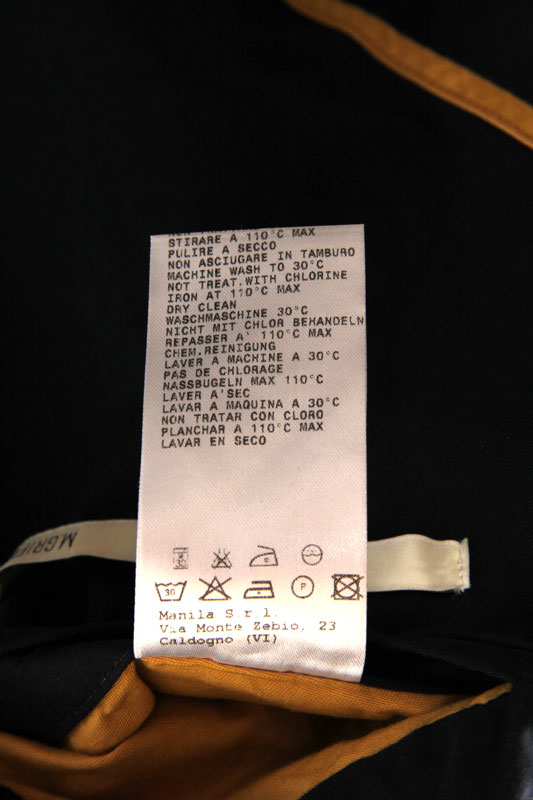 STIRARE A 110°C MAX
PULIRE A SECCO
NON ASCIUGARE IN TAMBURO
MACHINE WASH TO 30°C
NOT TREAT.WITH CHLORINE
IRON AT 110°C MAX
DRY CLEAN
WASCHMASCHINE 30°C
NICHT MIT CHLOR BEHANDELN
REPASSER A' 110°C MAX
CHEM.REINIGUNG
LAVER A MACHINE A 30°C
PAS DE CHLORAGE
NASSBUGELN MAX 110°C
LAVER A'SEC
LAVAR A MAQUINA A 30°C
NON TRATAR CON CLORO
PLANCHAR A 110°C MAX
LAVAR EN SECO
30 P
Manila S.r.l.
Via Monte Zebio, 23
Caldogno (VI)